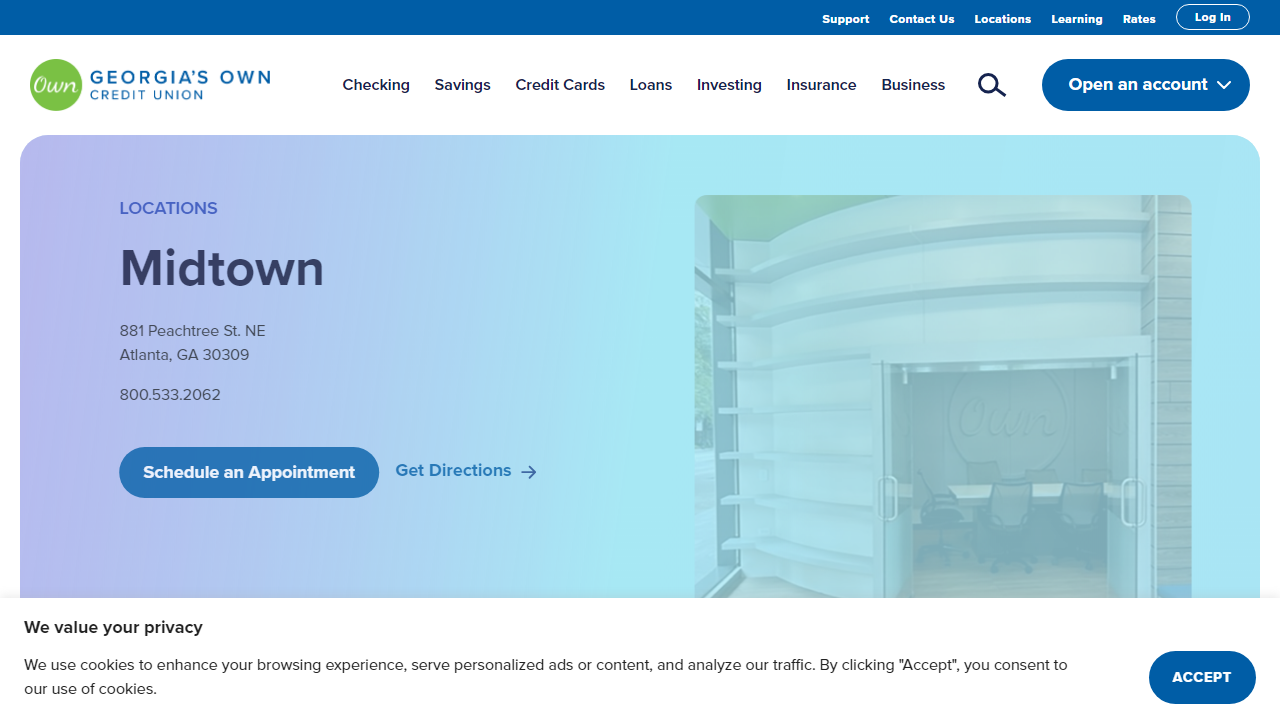 Support Contact Us Locations Learning Rates Log In
Own GEORGIA'S OWN
CREDIT UNION
Checking Savings Credit Cards Loans Investing Insurance Business Open an account
LOCATIONS
Midtown
881 Peachtree St. NE
Atlanta, GA 30309
800.533.2062
Schedule an Appointment Get Directions
Own
We value your privacy
We use cookies to enhance your browsing experience, serve personalized ads or content, and analyze our traffic. By clicking "Accept", you consent to
our use of cookies.
ACCEPT